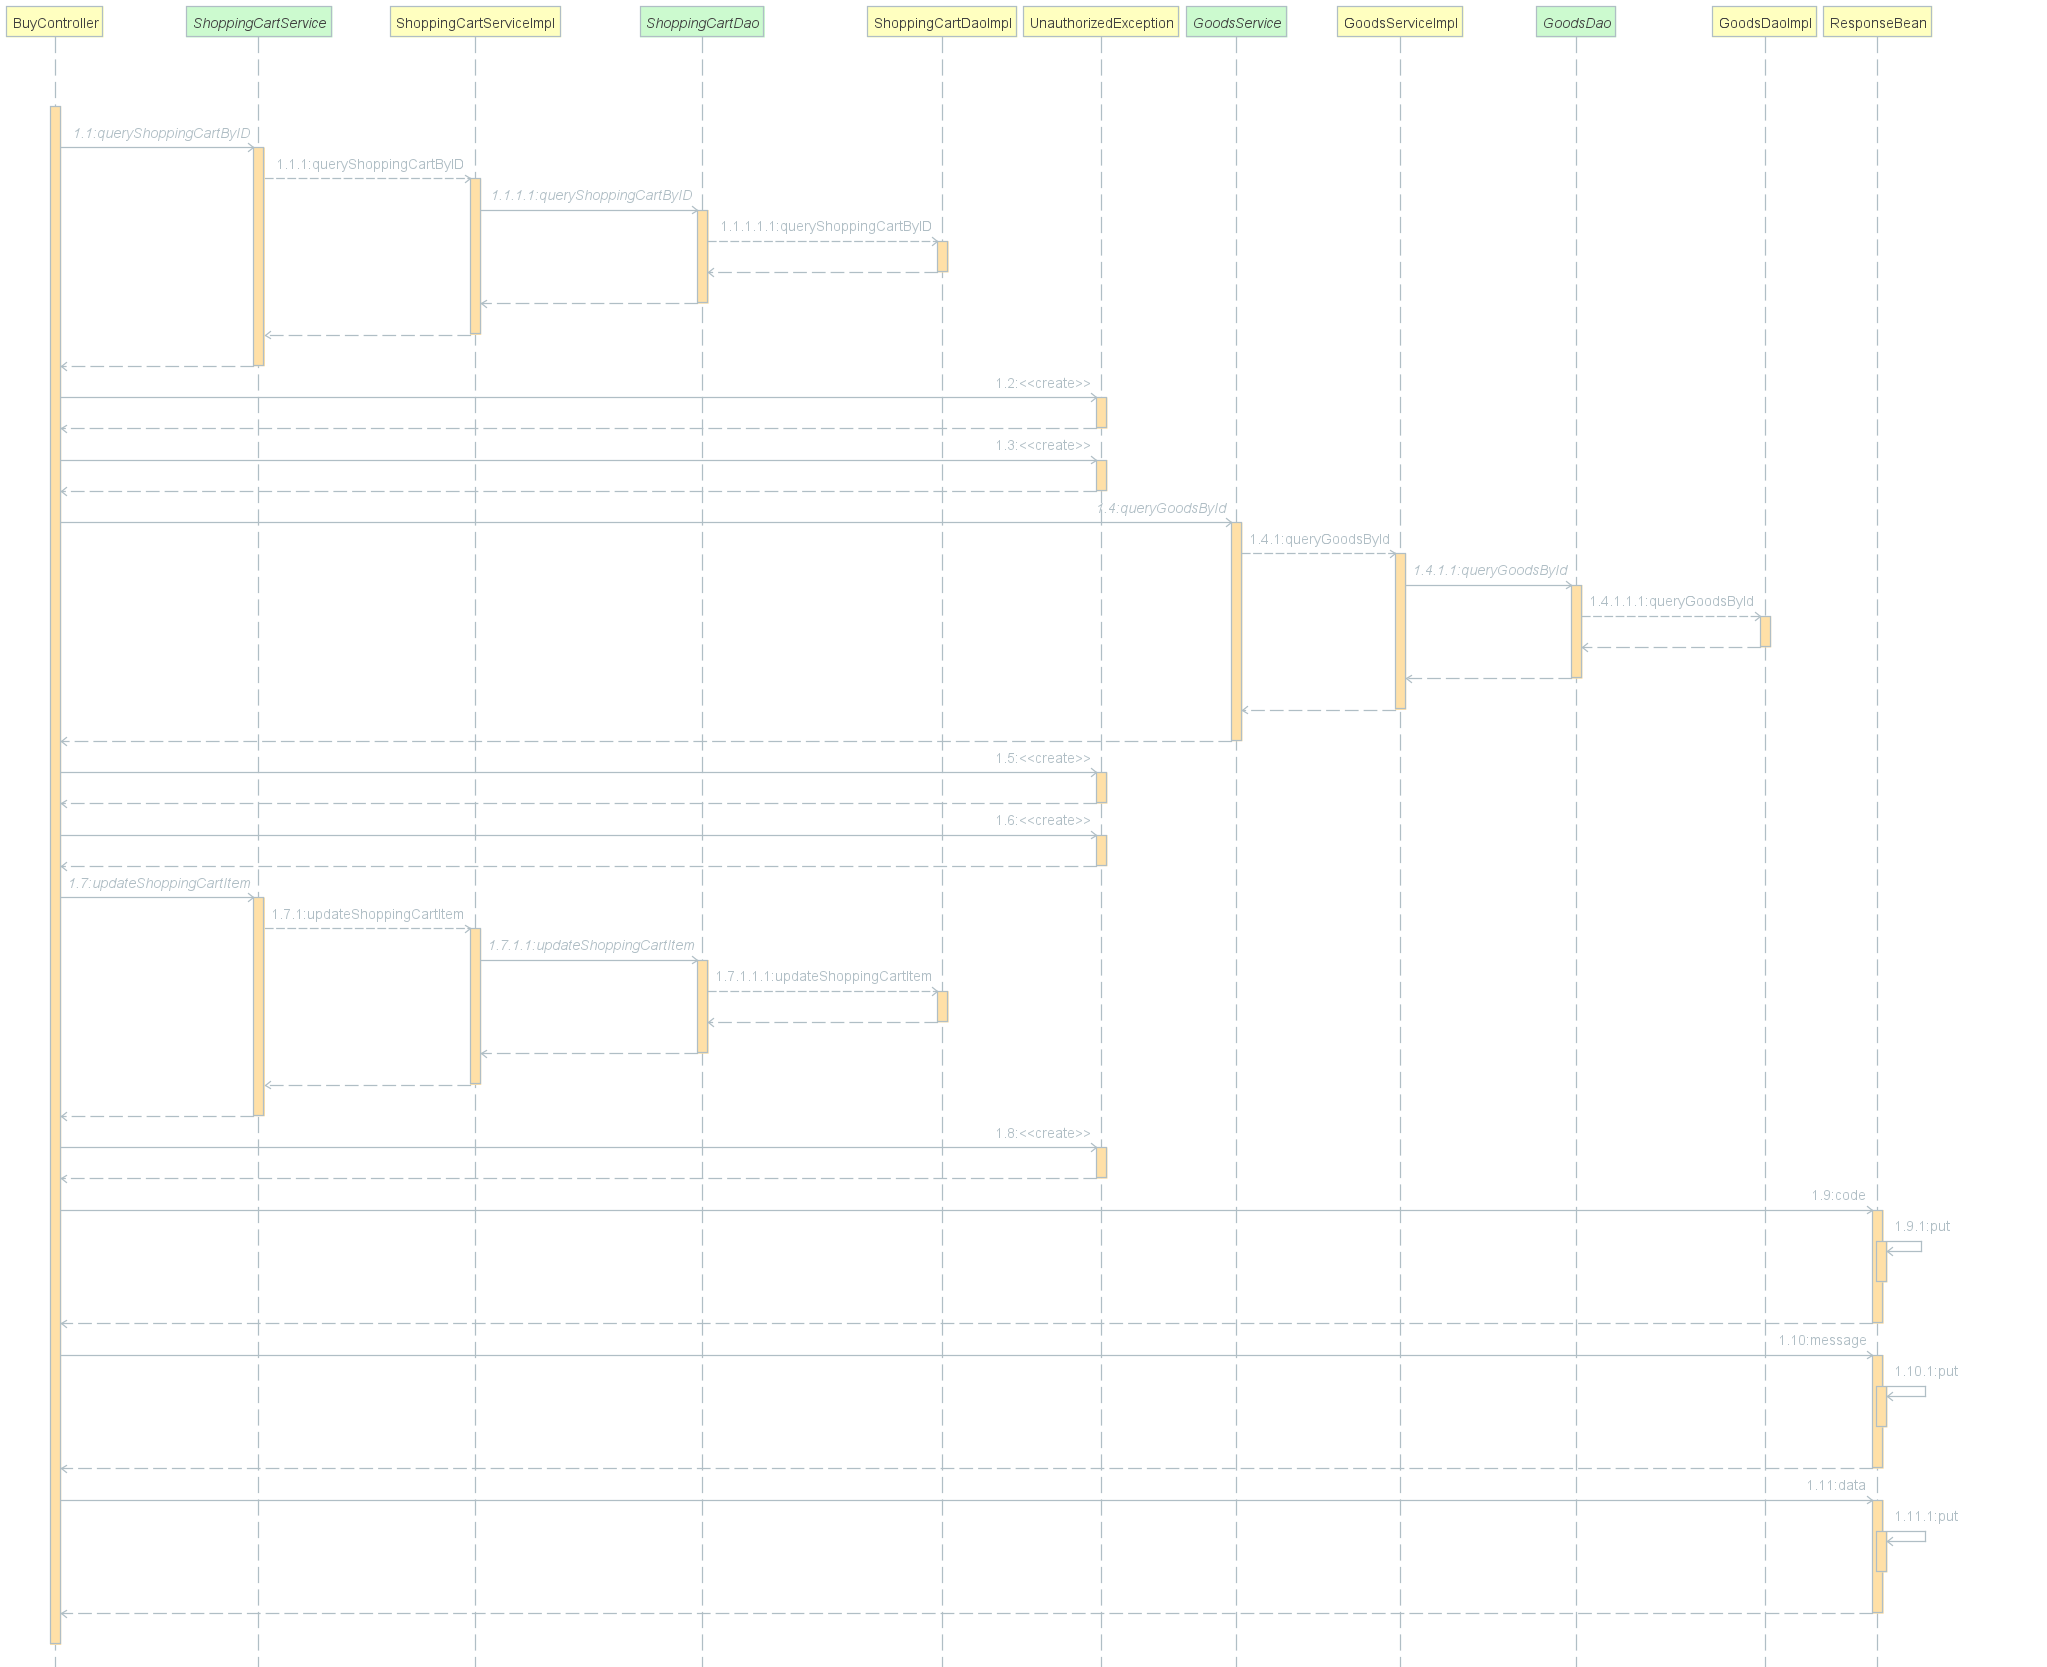 BuyController
ShoppingCartService
ShoppingCartServiceImpl
ShoppingCartDao
ShoppingCartDaoImpl
UnauthorizedException
GoodsService
GoodsServiceImpl
GoodsDao
GoodsDaoImpl
ResponseBean
1.1:queryShoppingCartByID
1.1.1:queryShoppingCartByID
1.1.1.1:queryShoppingCartByID
1.1.1.1.1:queryShoppingCartByID
1.2:<<create>>
1.3:<<create>>
1.4:queryGoodsById
1.4.1:queryGoodsById
1.4.1.1:queryGoodsById
1.4.1.1.1:queryGoodsById
1.5:<<create>>
1.6:<<create>>
1.7:updateShoppingCartItem
1.7.1:updateShoppingCartItem
1.7.1.1:updateShoppingCartItem
1.7.1.1.1:updateShoppingCartItem
1.8:<<create>>
1.9:code
1.9.1:put
1.10:message
1.10.1:put
1.11:data
1.11.1:put